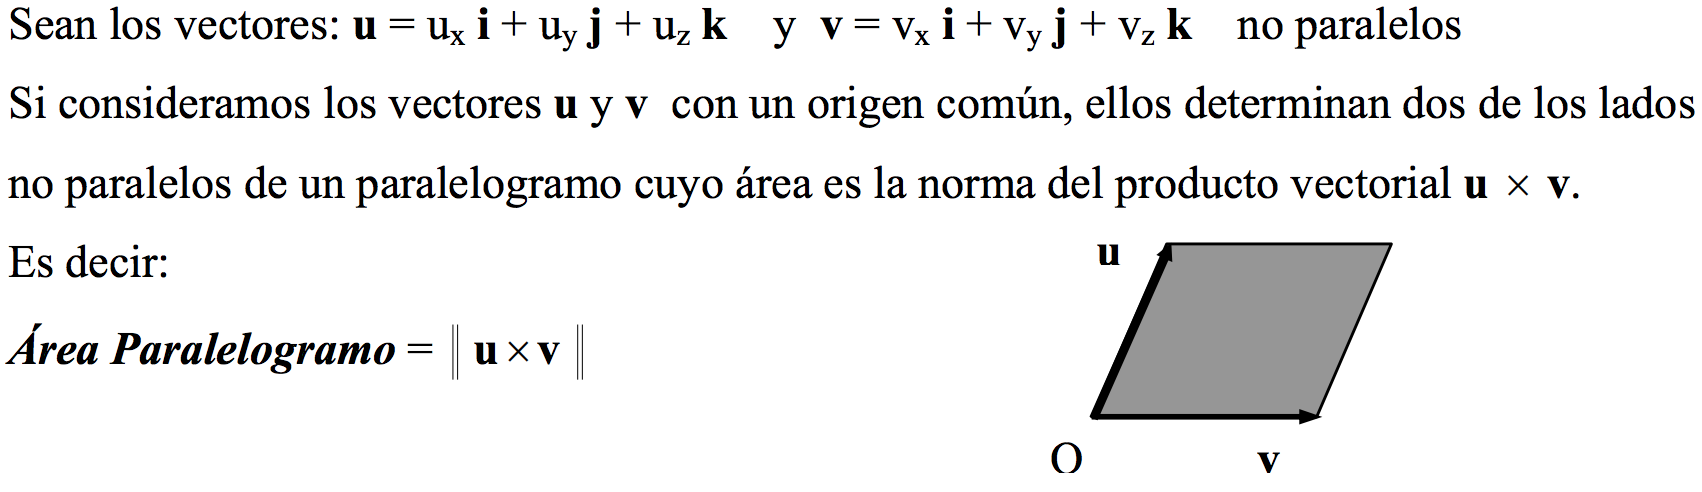 Sean los vectores: u = uₓ i + u_y j + u_z k y v = vₓ i + v_y j + v_z k no paralelos
Si consideramos los vectores u y v con un origen común, ellos determinan dos de los lados
no paralelos de un paralelogramo cuyo área es la norma del producto vectorial u × v.
Es decir:
u
Área Paralelogramo = ‖ u × v ‖
O
v